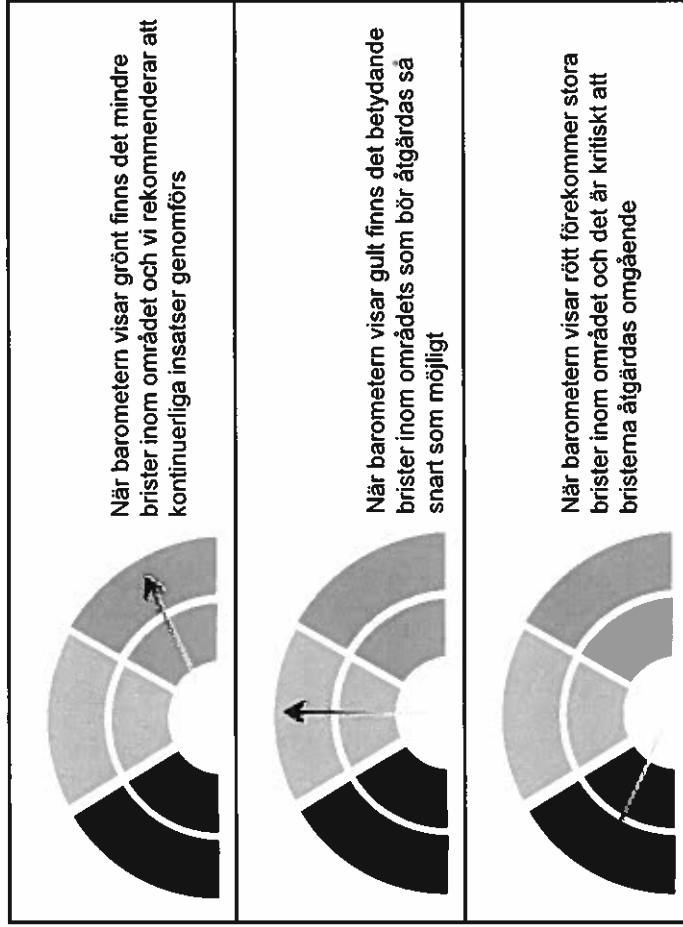 När barometern visar grönt finns det mindre
brister inom området och vi rekommenderar att
kontinuerliga insatser genomförs
När barometern visar gult finns det betydande
brister inom områdets som bör åtgärdas så
snart som möjligt
När barometern visar rött förekommer stora
brister inom området och det är kritiskt att
bristerna åtgärdas omgående